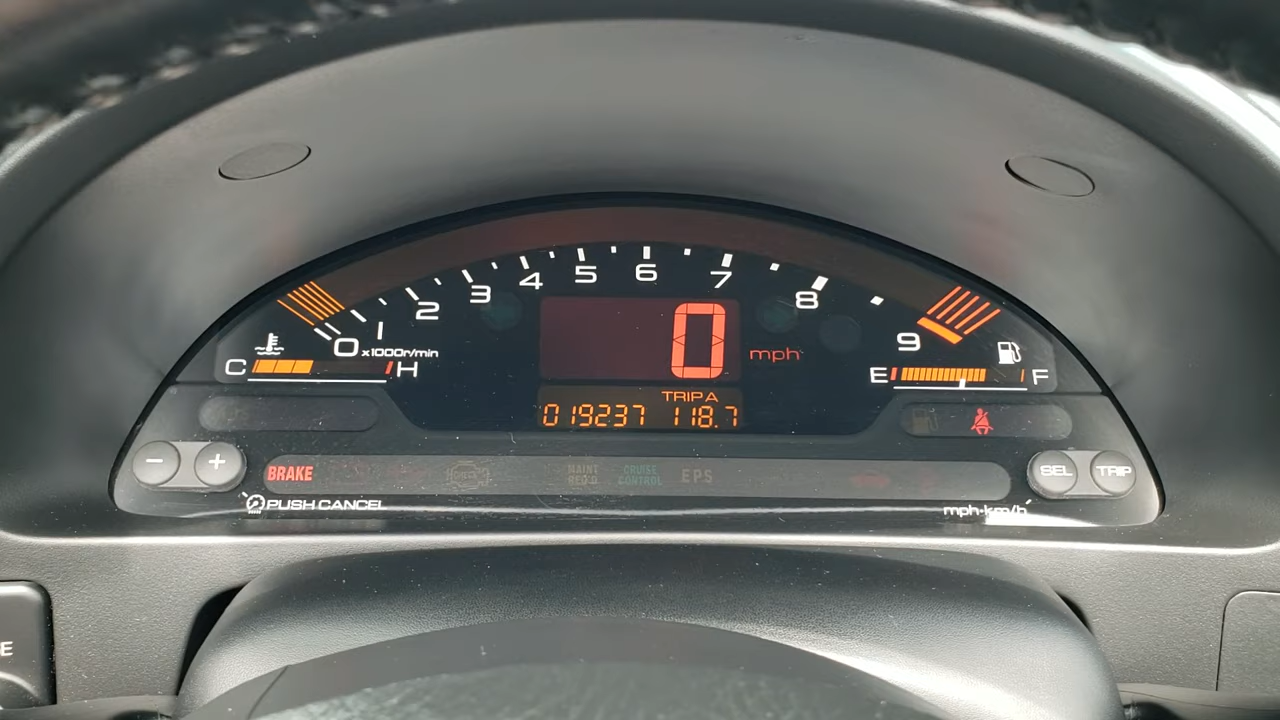 0 1 2 3 4 5 6 7 8 9
x1000r/min
0 mph
C H
E F
TRIP A
019237 118.7
- +
BRAKE
MAINT REQ'D
CRUISE CONTROL
EPS
SEL TRIP
PUSH CANCEL
mph·km/h
E